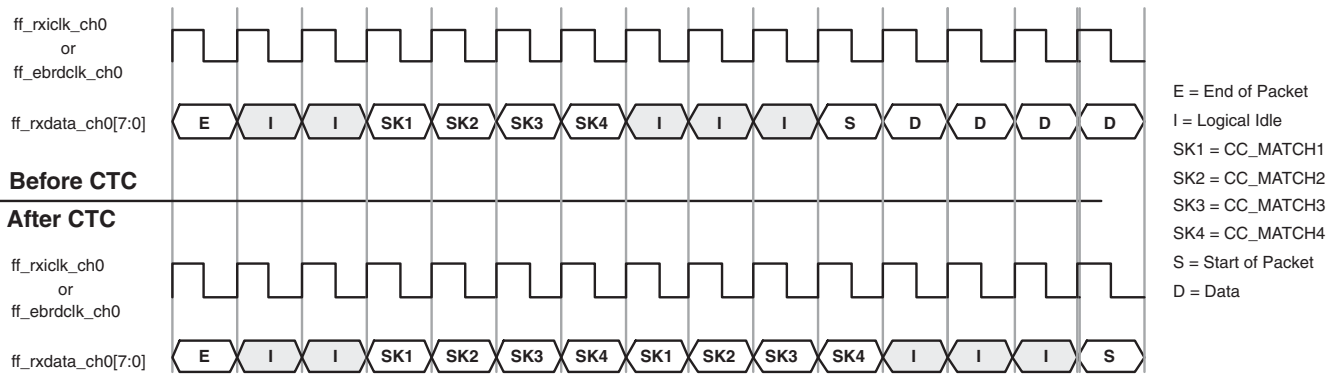 ff_rxiclk_ch0
or
ff_ebrdclk_ch0
ff_rxdata_ch0[7:0] E I I SK1 SK2 SK3 SK4 I I I S D D D D
Before CTC
After CTC
ff_rxiclk_ch0
or
ff_ebrdclk_ch0
ff_rxdata_ch0[7:0] E I I SK1 SK2 SK3 SK4 SK1 SK2 SK3 SK4 I I I S
E = End of Packet
I = Logical Idle
SK1 = CC_MATCH1
SK2 = CC_MATCH2
SK3 = CC_MATCH3
SK4 = CC_MATCH4
S = Start of Packet
D = Data